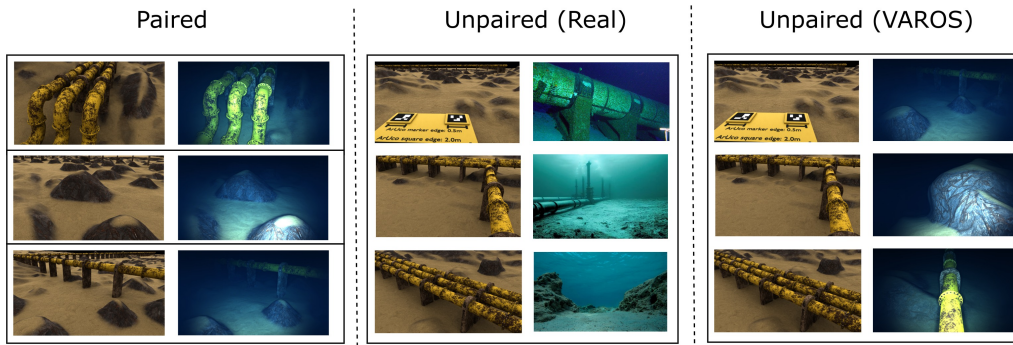 Paired
Unpaired (Real)
Unpaired (VAROS)
ArUco marker edge: 0.5m
ArUco square edge: 2.0m
ArUco marker edge: 0.5m
ArUco square edge: 2.0m